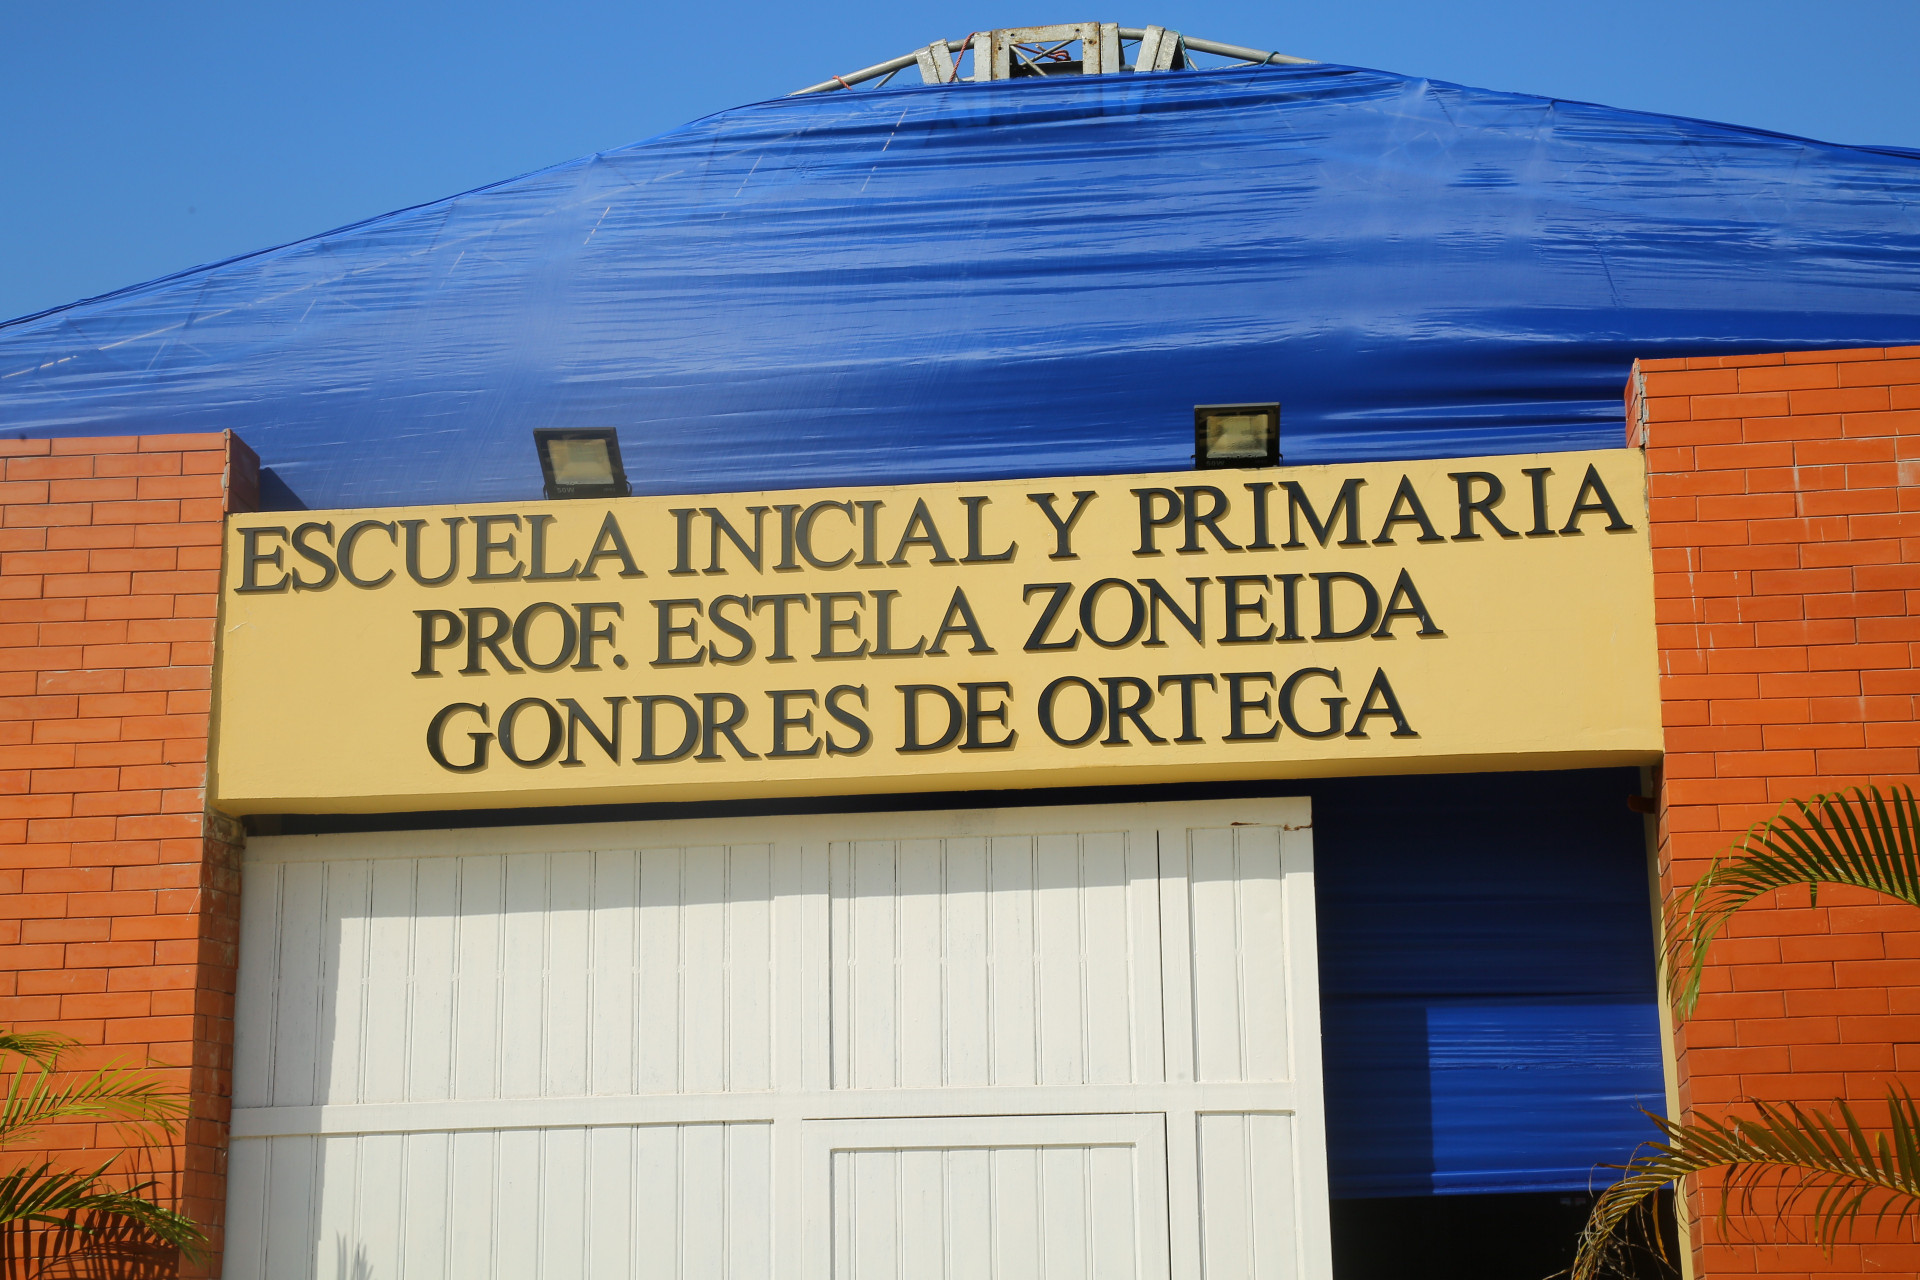 ESCUELA INICIAL Y PRIMARIA
PROF. ESTELA ZONEIDA
GONDRES DE ORTEGA